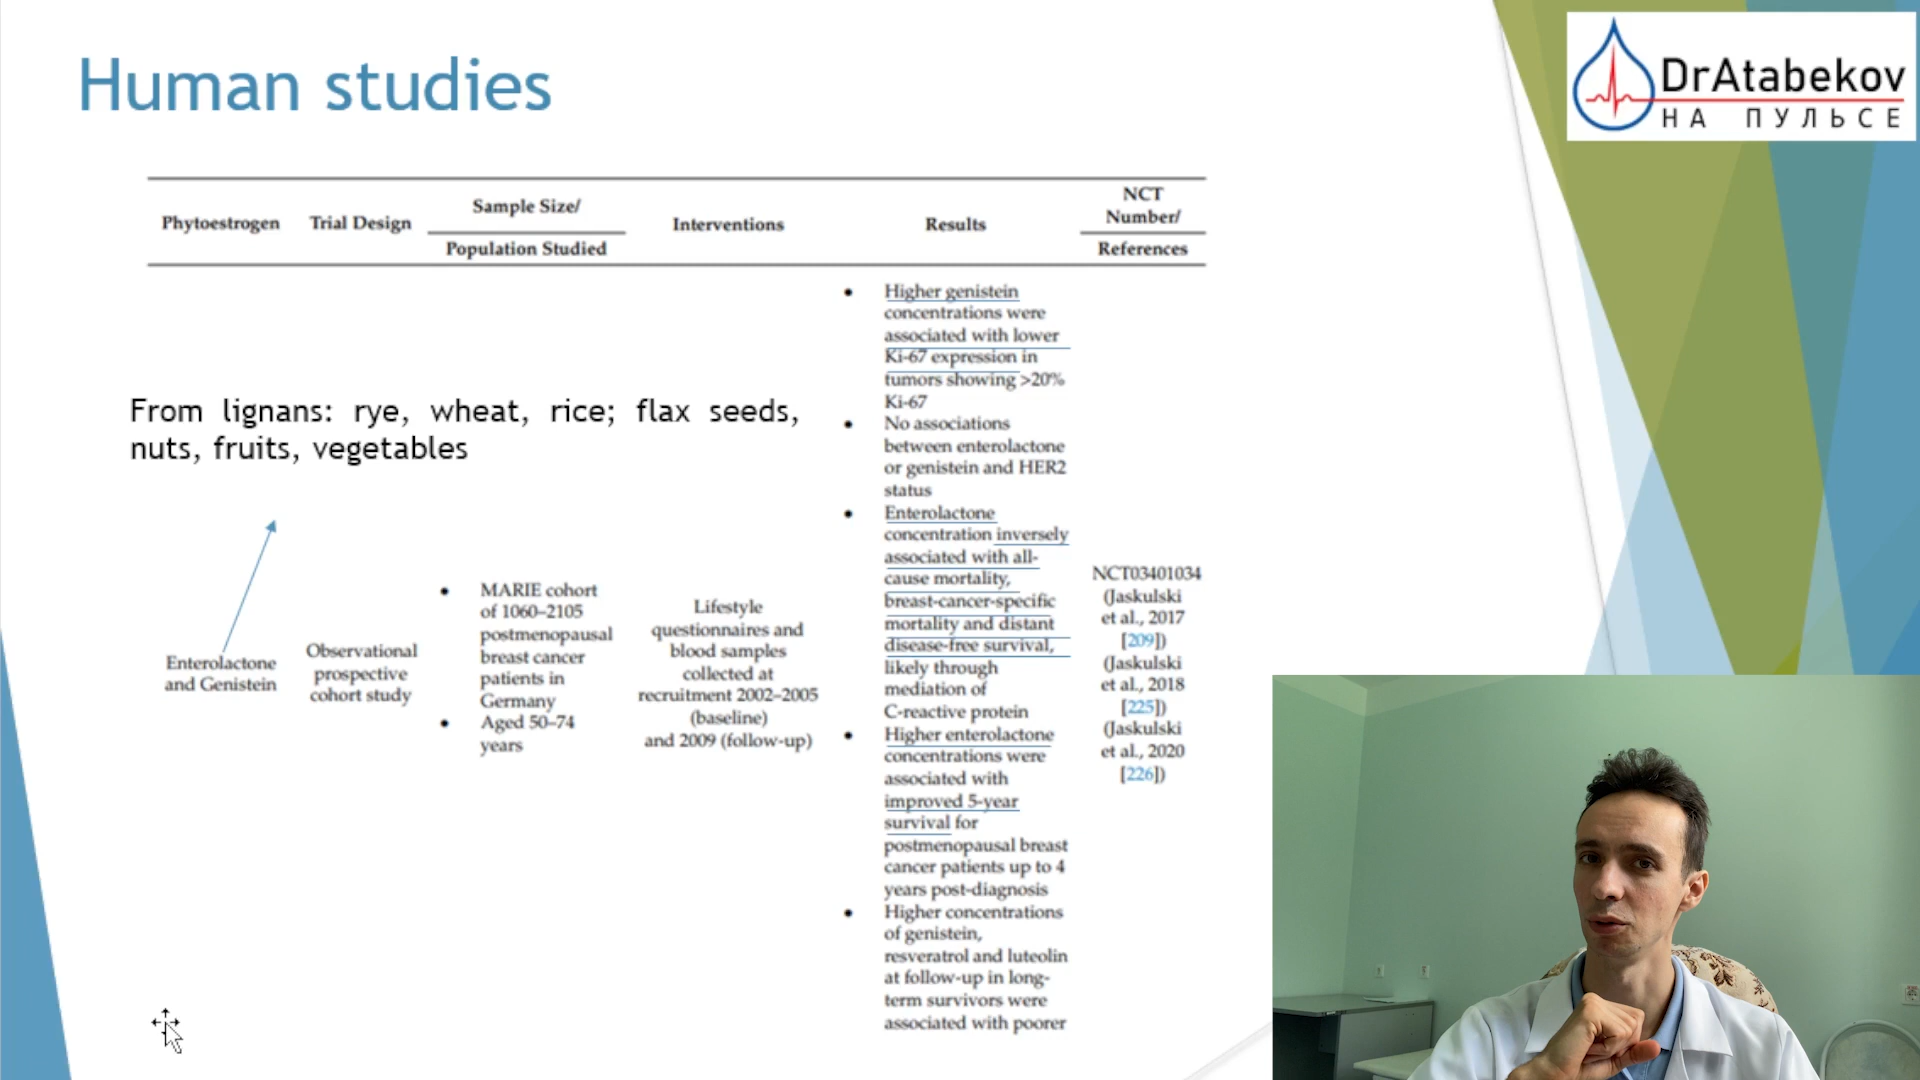 Human studies
DrAtabekov
НА ПУЛЬСЕ
Phytoestrogen
Trial Design
Sample Size/
Population Studied
Interventions
Results
NCT
Number/
References
From lignans: rye, wheat, rice; flax seeds,
nuts, fruits, vegetables
Enterolactone
and Genistein
Observational
prospective
cohort study
• MARIE cohort
of 1060–2105
postmenopausal
breast cancer
patients in
Germany
• Aged 50–74
years
Lifestyle
questionnaires and
blood samples
collected at
recruitment 2002–2005
(baseline)
and 2009 (follow-up)
• Higher genistein
concentrations were
associated with lower
Ki-67 expression in
tumors showing >20%
Ki-67
• No associations
between enterolactone
or genistein and HER2
status
• Enterolactone
concentration inversely
associated with all-
cause mortality,
breast-cancer-specific
mortality and distant
disease-free survival,
likely through
mediation of
C-reactive protein
• Higher enterolactone
concentrations were
associated with
improved 5-year
survival for
postmenopausal breast
cancer patients up to 4
years post-diagnosis
• Higher concentrations
of genistein,
resveratrol and luteolin
at follow-up in long-
term survivors were
associated with poorer
NCT03401034
(Jaskulski
et al., 2017
[209])
(Jaskulski
et al., 2018
[225])
(Jaskulski
et al., 2020
[226])